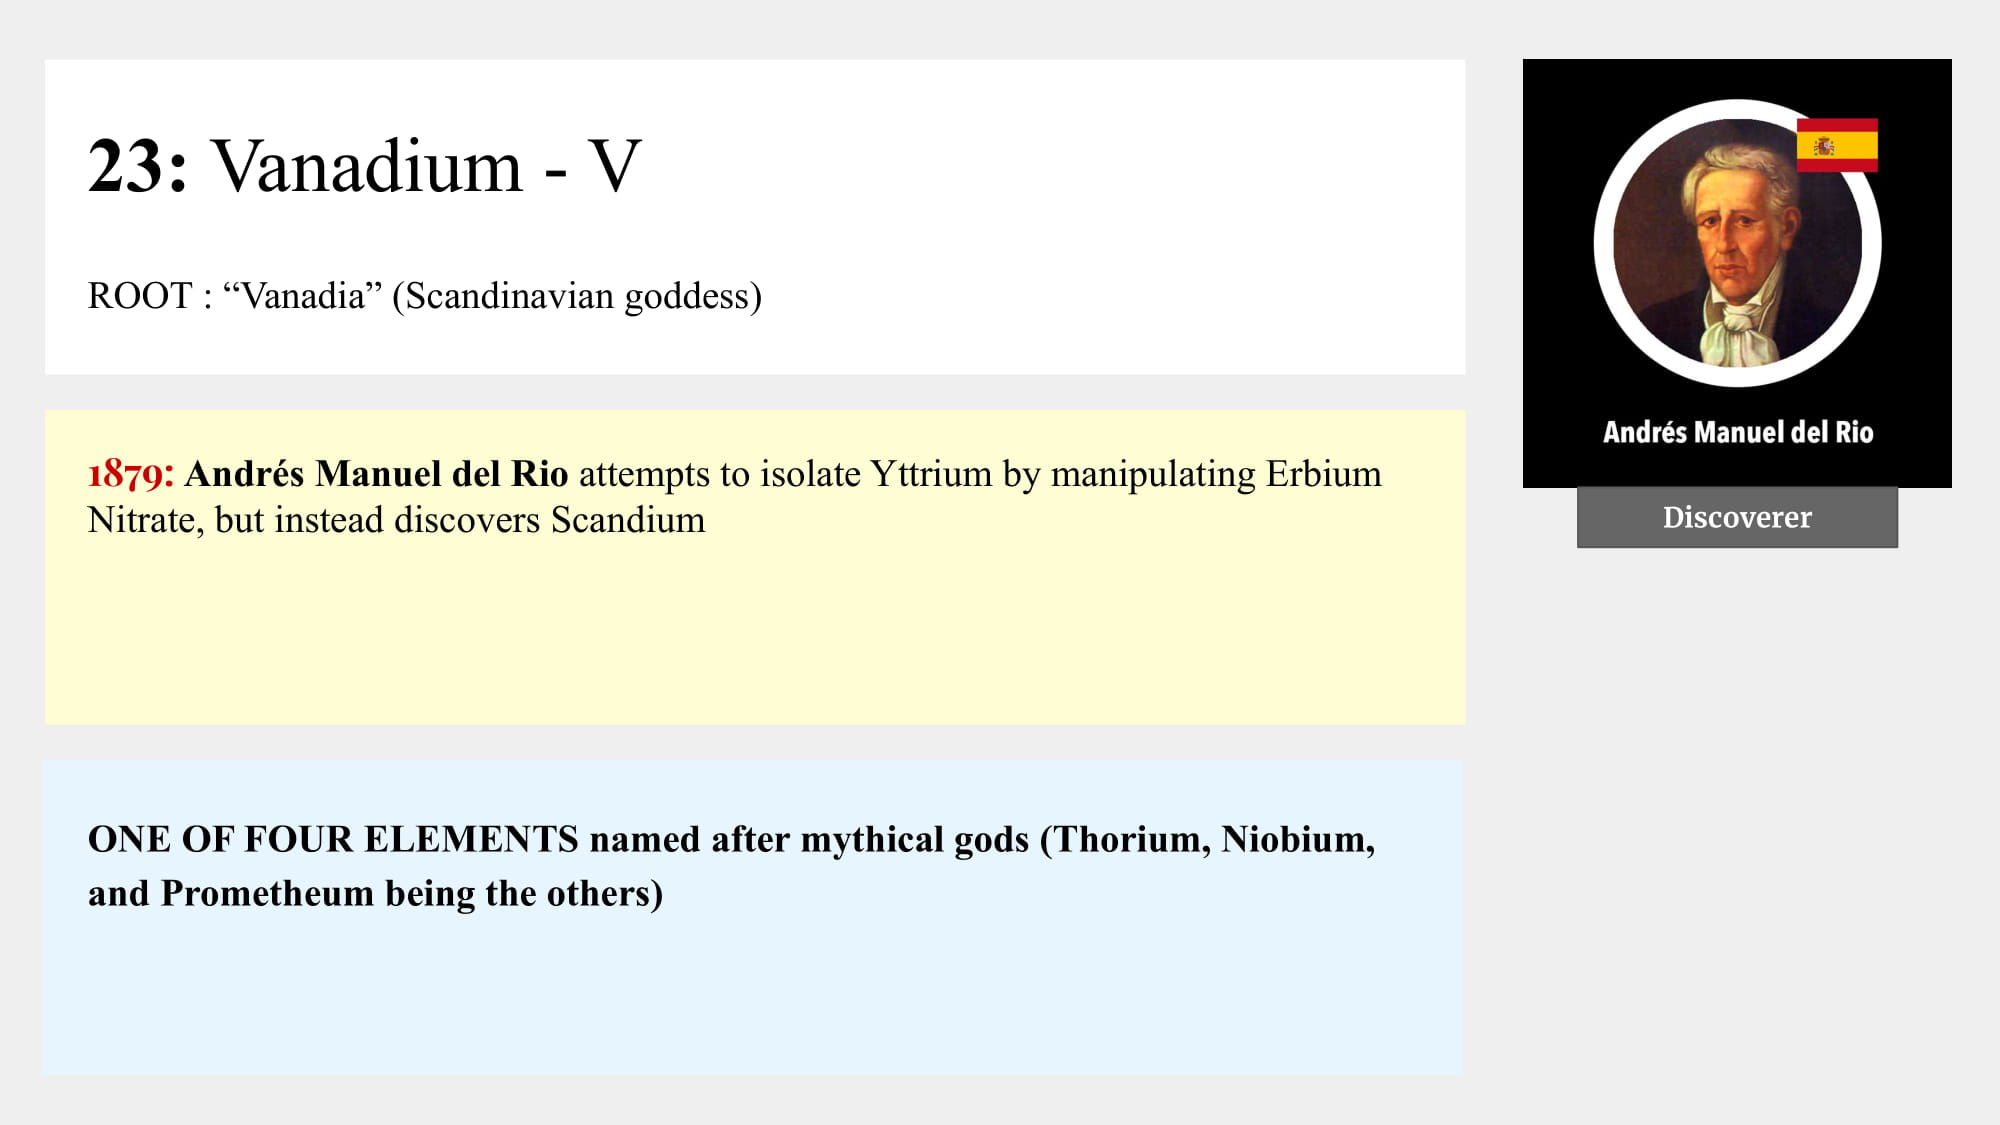 23: Vanadium - V
ROOT : “Vanadia” (Scandinavian goddess)
1879: Andrés Manuel del Rio attempts to isolate Yttrium by manipulating Erbium
Nitrate, but instead discovers Scandium
ONE OF FOUR ELEMENTS named after mythical gods (Thorium, Niobium,
and Prometheum being the others)
Andrés Manuel del Rio
Discoverer